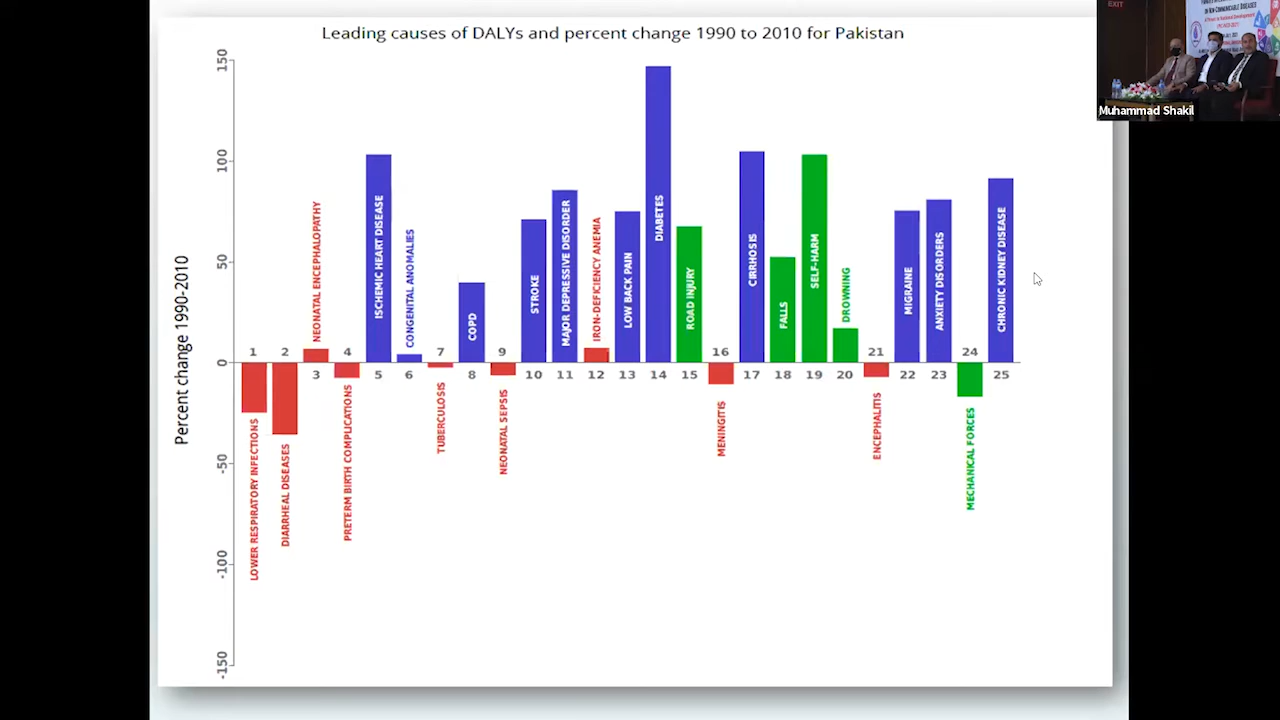 Leading causes of DALYs and percent change 1990 to 2010 for Pakistan
EXIT
ON NON-COMMUNICABLE DISEASES
Muhammad Shakil
Percent change 1990-2010
150
100
50
0
-50
-100
-150
1
LOWER RESPIRATORY INFECTIONS
2
DIARRHEAL DISEASES
3
NEONATAL ENCEPHALOPATHY
4
PRETERM BIRTH COMPLICATIONS
5
ISCHEMIC HEART DISEASE
6
CONGENITAL ANOMALIES
7
TUBERCULOSIS
8
COPD
9
NEONATAL SEPSIS
10
STROKE
11
MAJOR DEPRESSIVE DISORDER
12
IRON-DEFICIENCY ANEMIA
13
LOW BACK PAIN
14
DIABETES
15
ROAD INJURY
16
MENINGITIS
17
CIRRHOSIS
18
FALLS
19
SELF-HARM
20
DROWNING
21
ENCEPHALITIS
22
MIGRAINE
23
ANXIETY DISORDERS
24
MECHANICAL FORCES
25
CHRONIC KIDNEY DISEASE